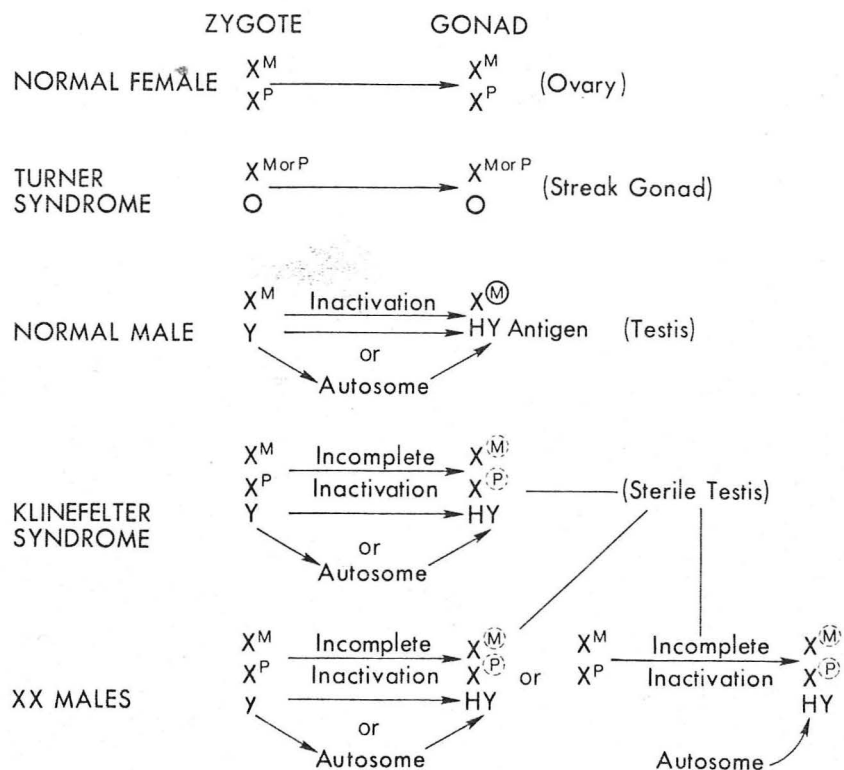 ZYGOTE GONAD
NORMAL FEMALE X^M X^M (Ovary)
X^P X^P
TURNER SYNDROME X^M or P X^M or P (Streak Gonad)
O O
NORMAL MALE X^M Inactivation X^M
Y HY Antigen (Testis)
or
Autosome
KLINEFELTER SYNDROME X^M Incomplete X^M
X^P Inactivation X^P (Sterile Testis)
Y HY
or
Autosome
XX MALES X^M Incomplete X^M or X^M Incomplete X^M
X^P Inactivation X^P X^P Inactivation X^P
y HY HY
or
Autosome Autosome